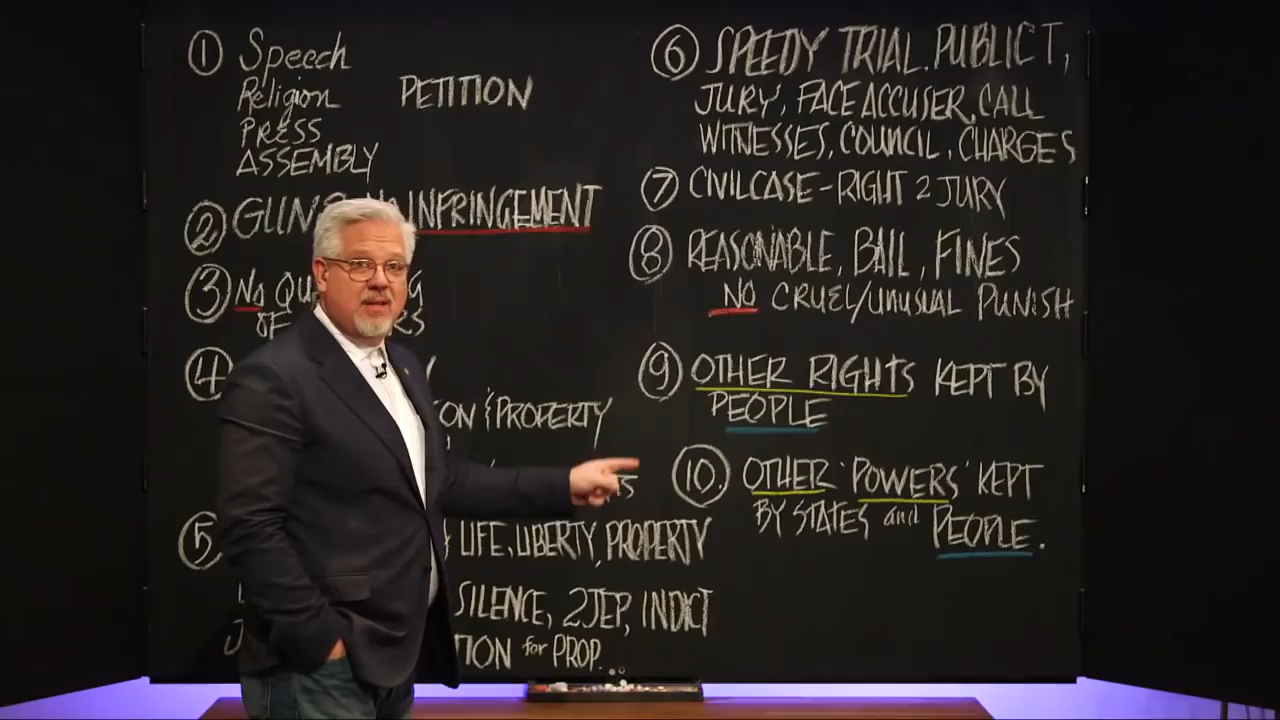 ① Speech
Religion PETITION
PRESS
ASSEMBLY
② GUNS INFRINGEMENT
③ No
④
ON & PROPERTY
⑤ LIFE, LIBERTY, PROPERTY
SILENCE, 2JEP, INDICT
for PROP.
⑥ SPEEDY TRIAL. PUBLIC T,
JURY, FACE ACCUSER, CALL
WITNESSES, COUNCIL, CHARGES
⑦ CIVIL CASE - RIGHT 2 JURY
⑧ REASONABLE, BAIL, FINES
NO CRUEL/UNUSUAL PUNISH
⑨ OTHER RIGHTS KEPT BY
PEOPLE
⑩ OTHER 'POWERS' KEPT
BY STATES and PEOPLE.